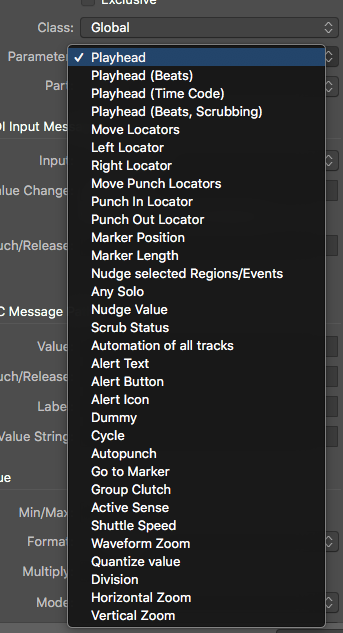 Exclusive
Class: Global
Parameter
✓ Playhead
Playhead (Beats)
Playhead (Time Code)
Part
Playhead (Beats, Scrubbing)
Move Locators
DI Input Mes
Left Locator
Input
Right Locator
Move Punch Locators
alue Change
Punch In Locator
Punch Out Locator
Marker Position
uch/Release
Marker Length
Nudge selected Regions/Events
Any Solo
C Message
Nudge Value
Scrub Status
Value
Automation of all tracks
Alert Text
uch/Release
Alert Button
Alert Icon
Label
Dummy
Value String
Cycle
Autopunch
Go to Marker
ue
Group Clutch
Active Sense
Min/Max
Shuttle Speed
Format
Waveform Zoom
Quantize value
Multiply
Division
Horizontal Zoom
Mode
Vertical Zoom